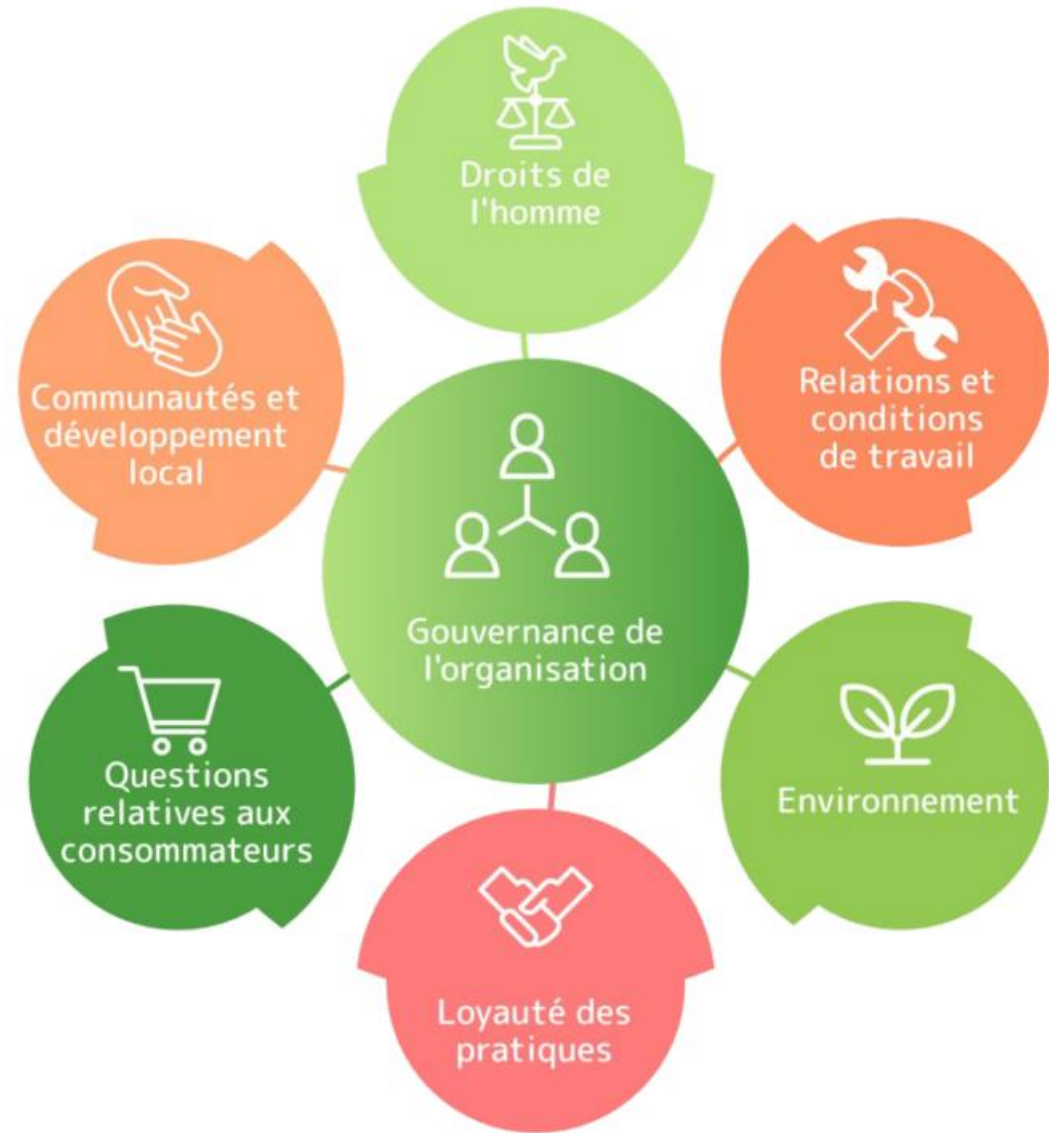 Droits de
l'homme
Relations et
conditions
de travail
Environnement
Loyauté des
pratiques
Questions
relatives aux
consommateurs
Communautés et
développement
local
Gouvernance de
l'organisation